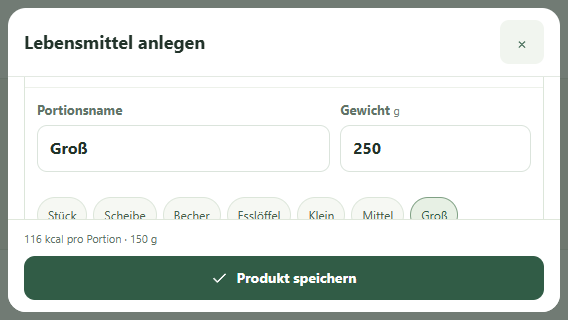 Lebensmittel anlegen
×
Portionsname
Gewicht g
Groß
250
Stück Scheibe Becher Esslöffel Klein Mittel Groß
116 kcal pro Portion · 150 g
✓ Produkt speichern